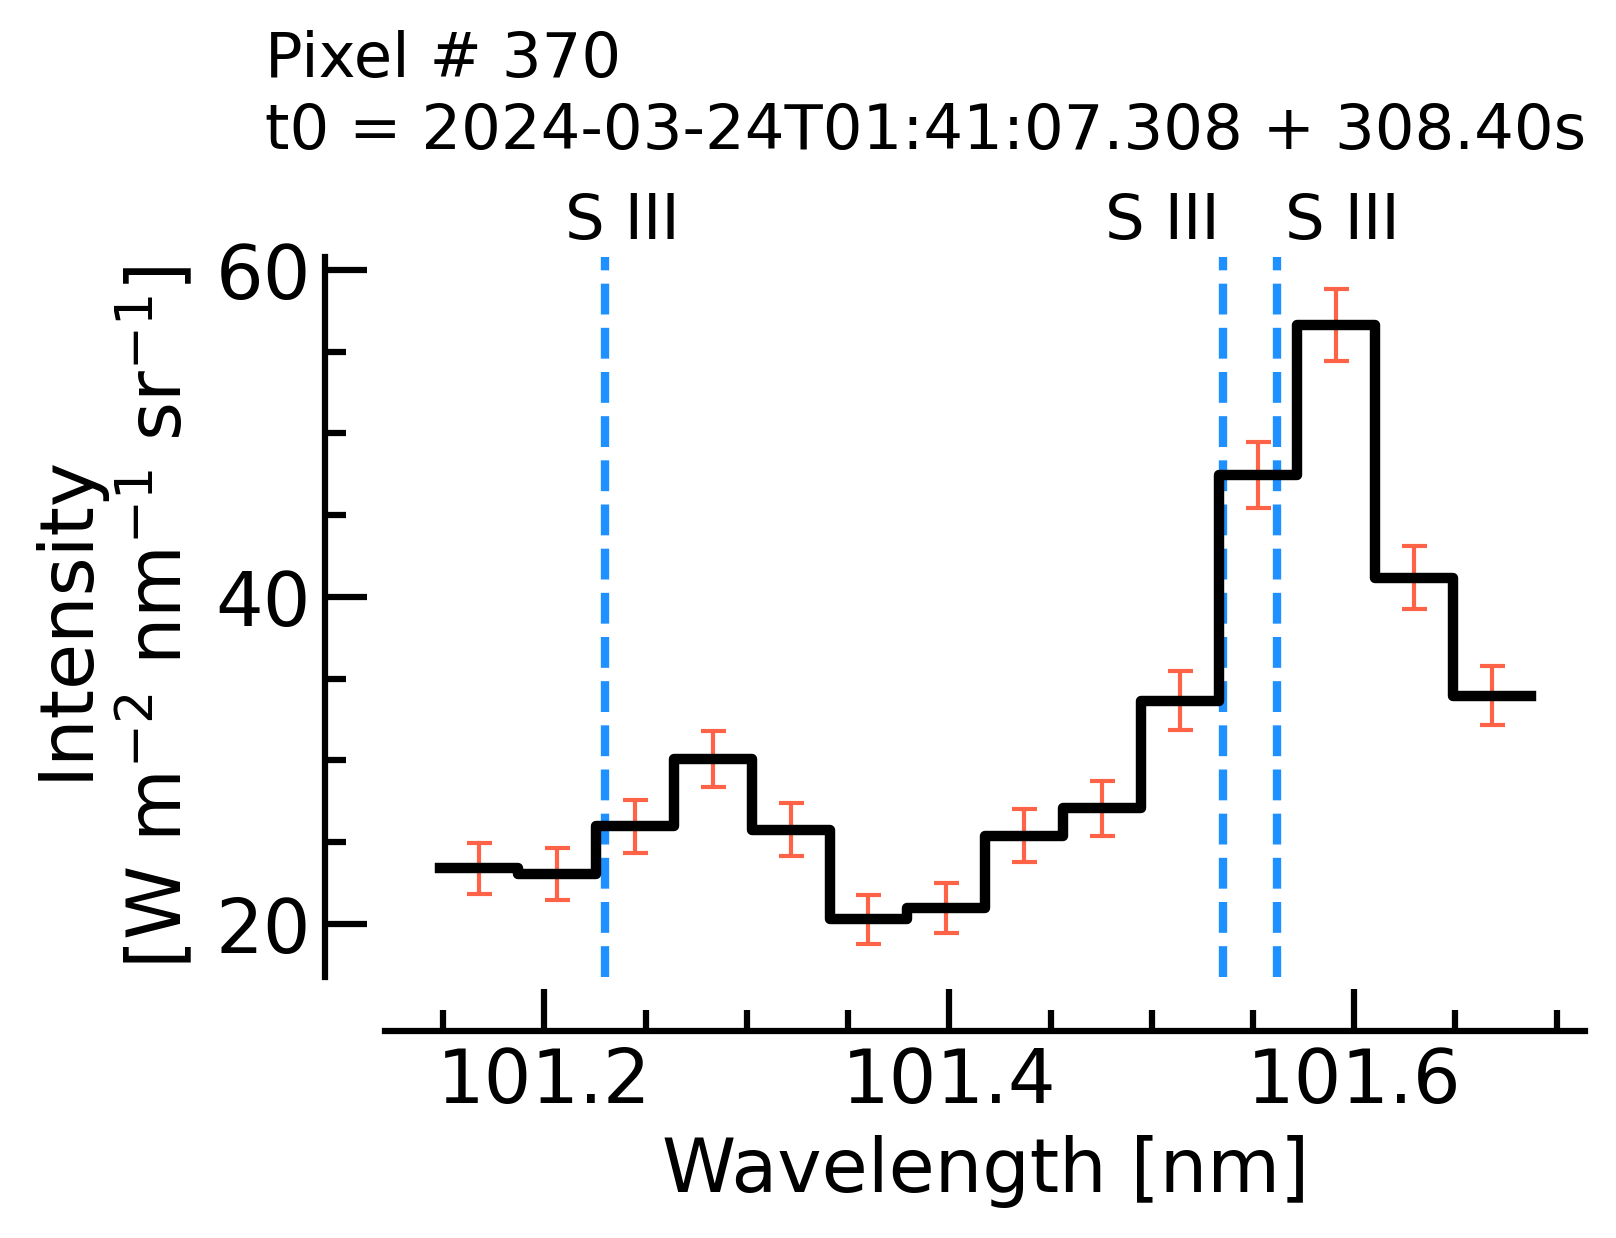 Pixel # 370
t0 = 2024-03-24T01:41:07.308 + 308.40s
S III S III S III
60
40
20
Intensity
[W m⁻² nm⁻¹ sr⁻¹]
101.2 101.4 101.6
Wavelength [nm]